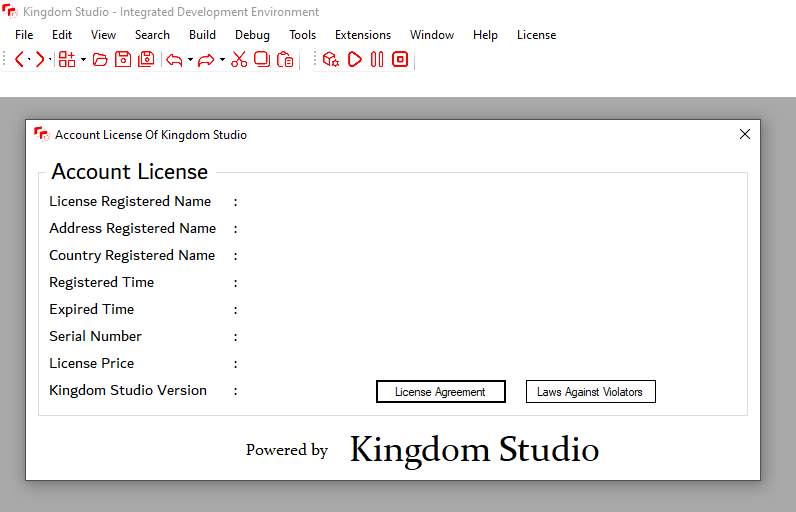 Kingdom Studio - Integrated Development Environment
File Edit View Search Build Debug Tools Extensions Window Help License
Account License Of Kingdom Studio
Account License
License Registered Name :
Address Registered Name :
Country Registered Name :
Registered Time :
Expired Time :
Serial Number :
License Price :
Kingdom Studio Version :
License Agreement Laws Against Violators
Powered by Kingdom Studio